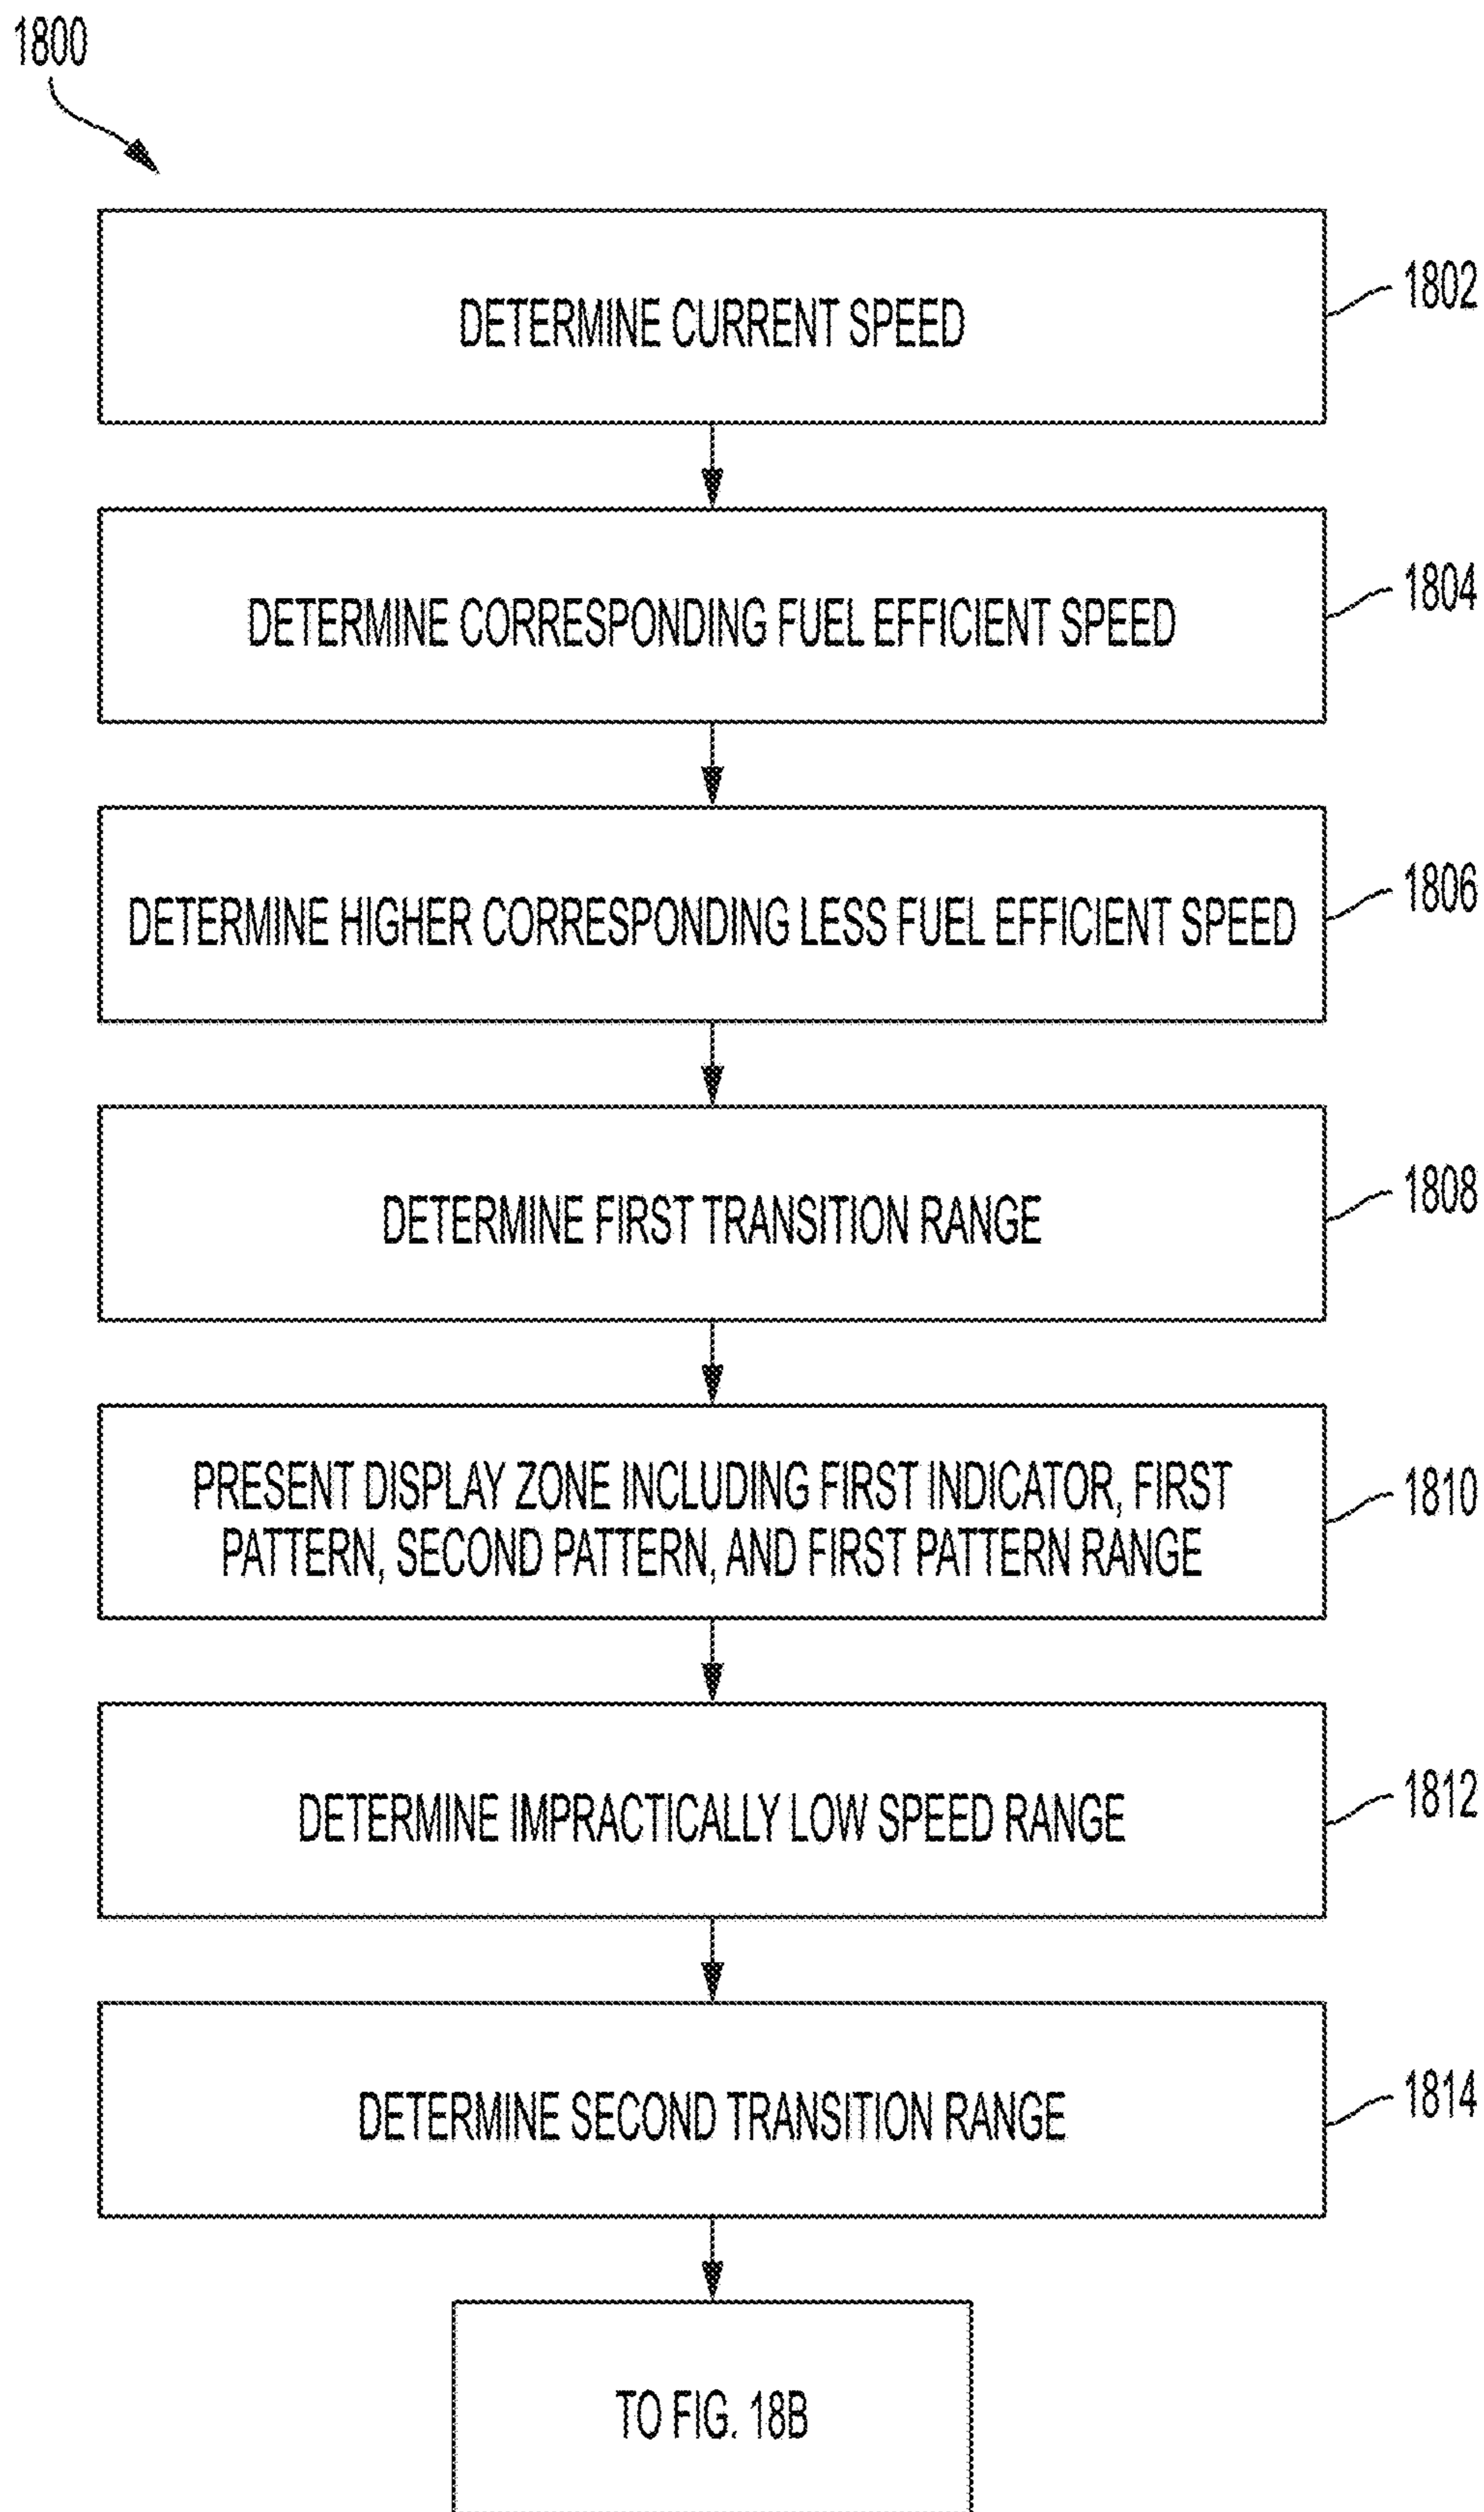 1800
DETERMINE CURRENT SPEED
1802
DETERMINE CORRESPONDING FUEL EFFICIENT SPEED
1804
DETERMINE HIGHER CORRESPONDING LESS FUEL EFFICIENT SPEED
1806
DETERMINE FIRST TRANSITION RANGE
1808
PRESENT DISPLAY ZONE INCLUDING FIRST INDICATOR, FIRST
PATTERN, SECOND PATTERN, AND FIRST PATTERN RANGE
1810
DETERMINE IMPRACTICALLY LOW SPEED RANGE
1812
DETERMINE SECOND TRANSITION RANGE
1814
TO FIG. 18B